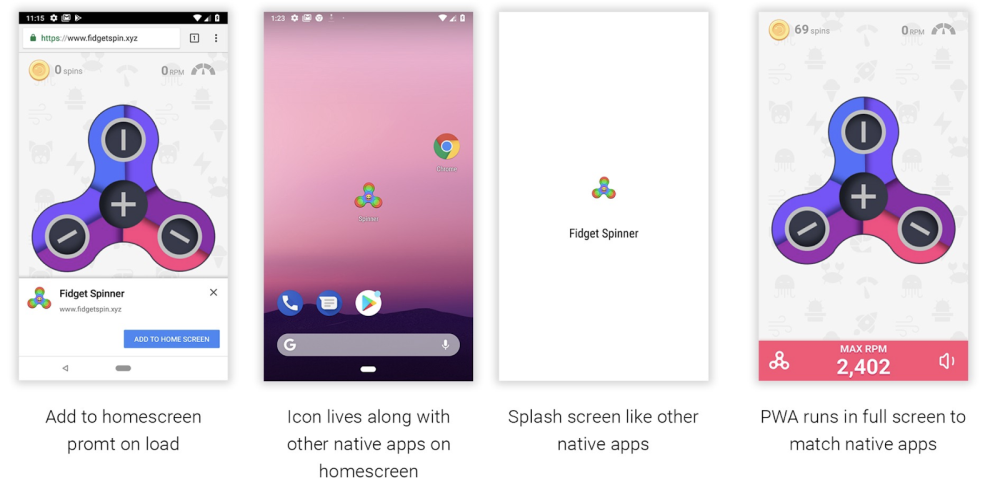 11:15
https://www.fidgetspin.xyz
1
0 spins
0 RPM
Fidget Spinner
www.fidgetspin.xyz
ADD TO HOME SCREEN
Add to homescreen
promt on load
1:23
Chrome
Spinner
G
Icon lives along with
other native apps on
homescreen
Fidget Spinner
Splash screen like other
native apps
69 spins
0 RPM
MAX RPM
2,402
PWA runs in full screen to
match native apps